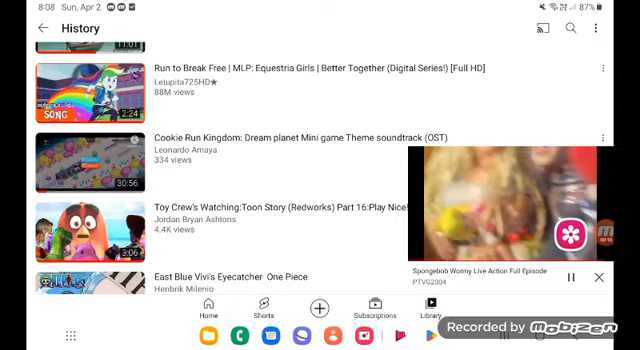 8:08 Sun, Apr 2
87%
History
11:01
Run to Break Free | MLP: Equestria Girls | Better Together (Digital Series!) [Full HD]
Letupita725HD★
88M views
SONG
2:24
Cookie Run Kingdom: Dream planet Mini game Theme soundtrack (OST)
Leonardo Amaya
334 views
30:56
Toy Crew's Watching:Toon Story (Redworks) Part 16:Play Nice!
Jordan Bryan Ashtons
4.4K views
3:06
East Blue Vivi's Eyecatcher One Piece
Henbrik Milenio
Spongebob Wormy Live Action Full Episode
PTVG2004
Home
Shorts
Subscriptions
Library
Recorded by Mobizen